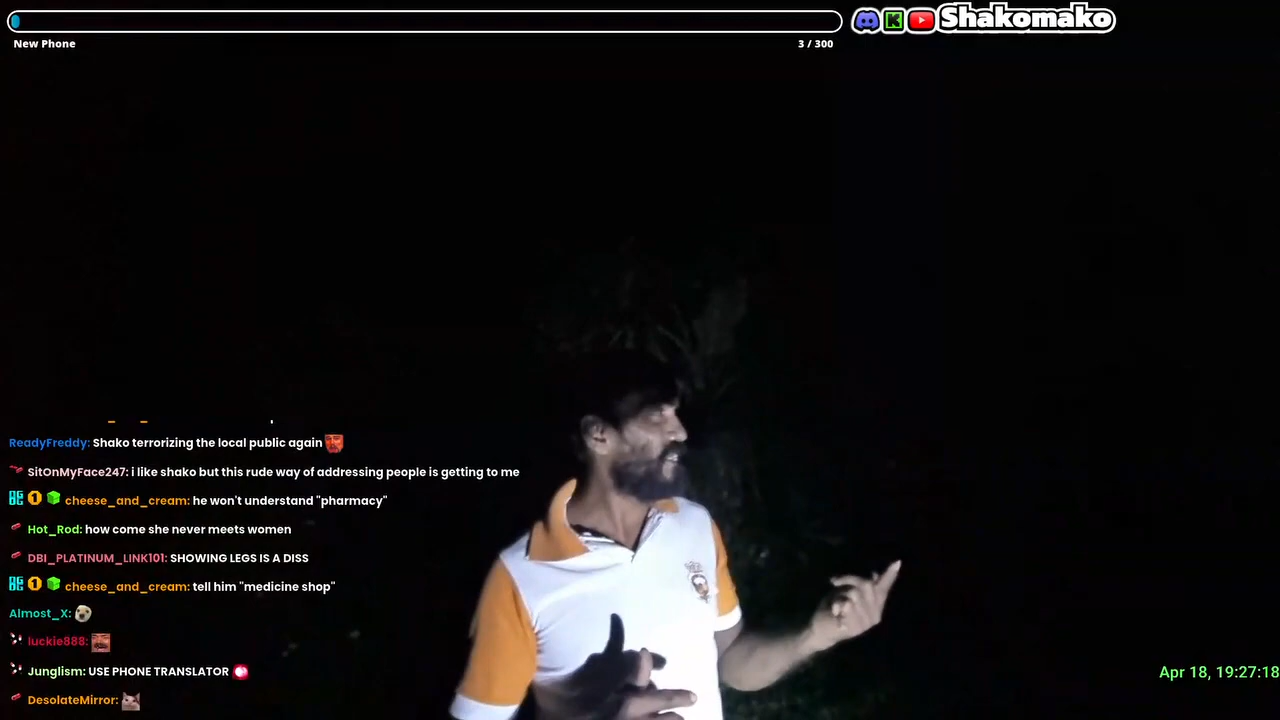 Shakomako
New Phone
3 / 300
ReadyFreddy: Shako terrorizing the local public again
SitOnMyFace247: i like shako but this rude way of addressing people is getting to me
cheese_and_cream: he won't understand "pharmacy"
Hot_Rod: how come she never meets women
DBI_PLATINUM_LINK101: SHOWING LEGS IS A DISS
cheese_and_cream: tell him "medicine shop"
Almost_X:
luckie888:
Junglism: USE PHONE TRANSLATOR
DesolateMirror:
Apr 18, 19:27:18